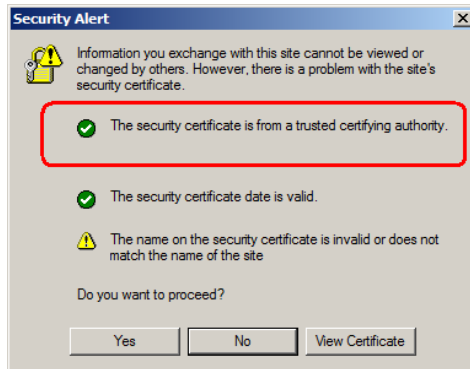 Security Alert
Information you exchange with this site cannot be viewed or
changed by others. However, there is a problem with the site's
security certificate.
The security certificate is from a trusted certifying authority.
The security certificate date is valid.
The name on the security certificate is invalid or does not
match the name of the site
Do you want to proceed?
Yes No View Certificate